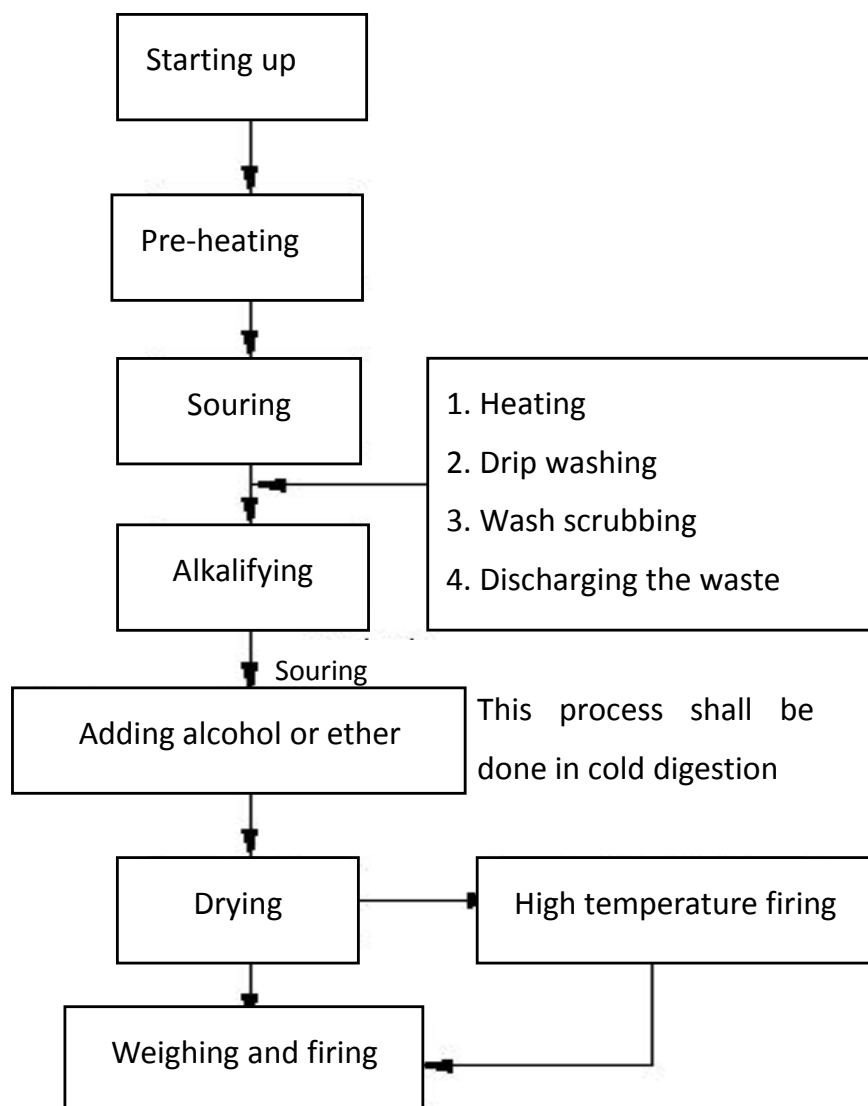 Starting up
Pre-heating
Souring
1. Heating
2. Drip washing
3. Wash scrubbing
4. Discharging the waste
Alkalifying
Souring
Adding alcohol or ether
This process shall be
done in cold digestion
Drying
High temperature firing
Weighing and firing